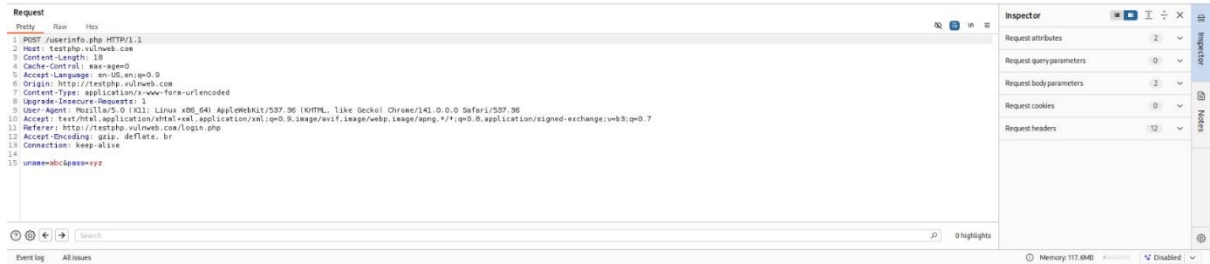 Request
Pretty Raw Hex
\n
1 POST /userinfo.php HTTP/1.1
2 Host: testphp.vulnweb.com
3 Content-Length: 18
4 Cache-Control: max-age=0
5 Accept-Language: en-US,en;q=0.9
6 Origin: http://testphp.vulnweb.com
7 Content-Type: application/x-www-form-urlencoded
8 Upgrade-Insecure-Requests: 1
9 User-Agent: Mozilla/5.0 (X11; Linux x86_64) AppleWebKit/537.36 (KHTML, like Gecko) Chrome/141.0.0.0 Safari/537.36
10 Accept: text/html,application/xhtml+xml,application/xml;q=0.9,image/avif,image/webp,image/apng,*/*;q=0.8,application/signed-exchange;v=b3;q=0.7
11 Referer: http://testphp.vulnweb.com/login.php
12 Accept-Encoding: gzip, deflate, br
13 Connection: keep-alive
14
15 uname=abc&pass=xyz
Search
0 highlights
Event log All issues
Inspector
Request attributes 2
Request query parameters 0
Request body parameters 2
Request cookies 0
Request headers 12
Inspector
Notes
Memory: 117.6MB
Disabled